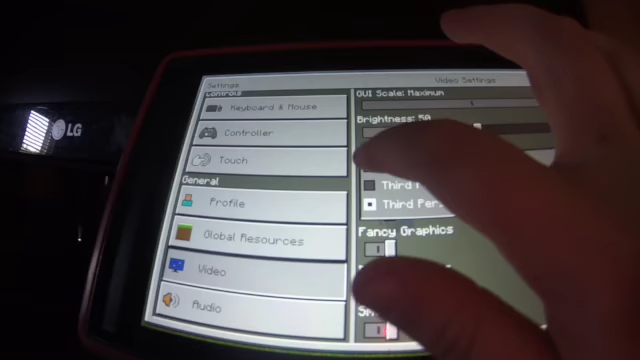 LG
Settings
Video Settings
Controls
Keyboard & Mouse
Controller
Touch
General
Profile
Global Resources
Video
Audio
GUI Scale: Maximum
Brightness: 50
Third
Third
Fancy Graphics